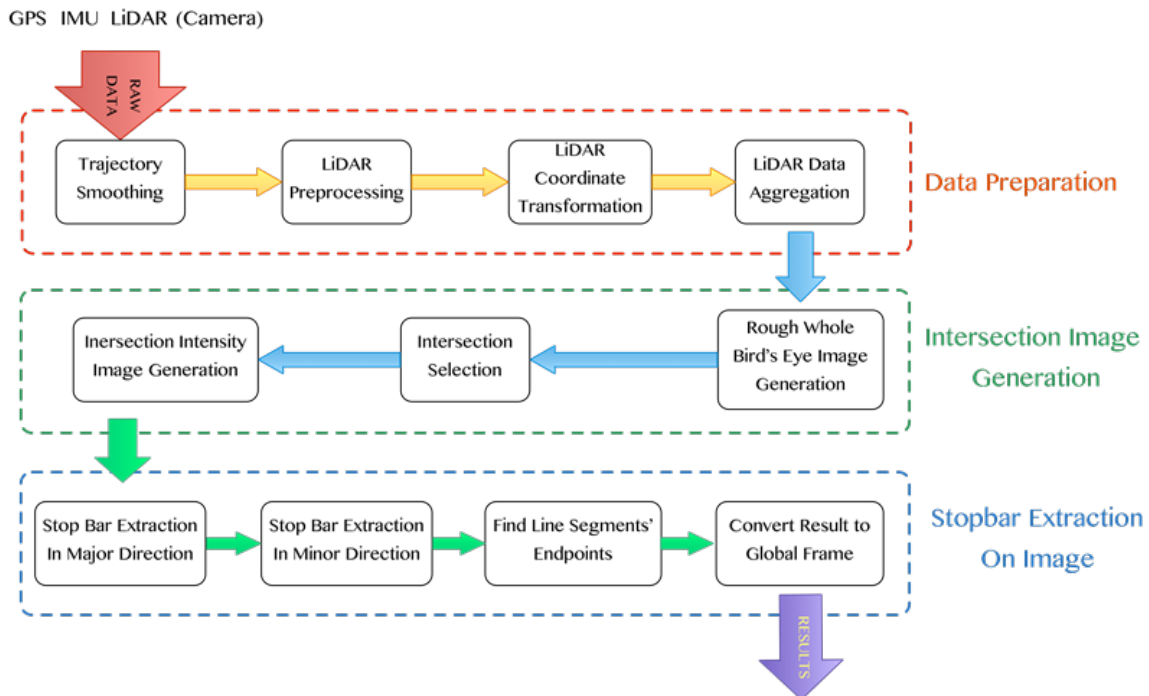 GPS IMU LiDAR (Camera)
RAW
DATA
Trajectory
Smoothing
LiDAR
Preprocessing
LiDAR
Coordinate
Transformation
LiDAR Data
Aggregation
Data Preparation
Inersection Intensity
Image Generation
Intersection
Selection
Rough Whole
Bird's Eye Image
Generation
Intersection Image
Generation
Stop Bar Extraction
In Major Direction
Stop Bar Extraction
In Minor Direction
Find Line Segments'
Endpoints
Convert Result to
Global Frame
Stopbar Extraction
On Image
RESULTS